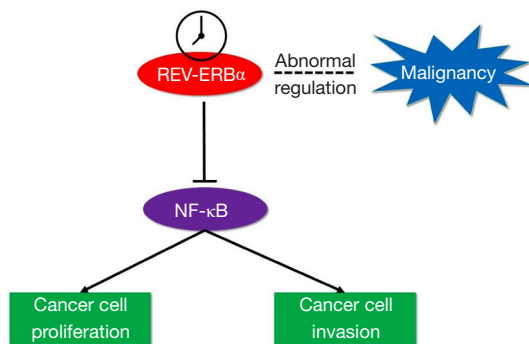 REV-ERBα
Abnormal
regulation
Malignancy
NF-κB
Cancer cell
proliferation
Cancer cell
invasion